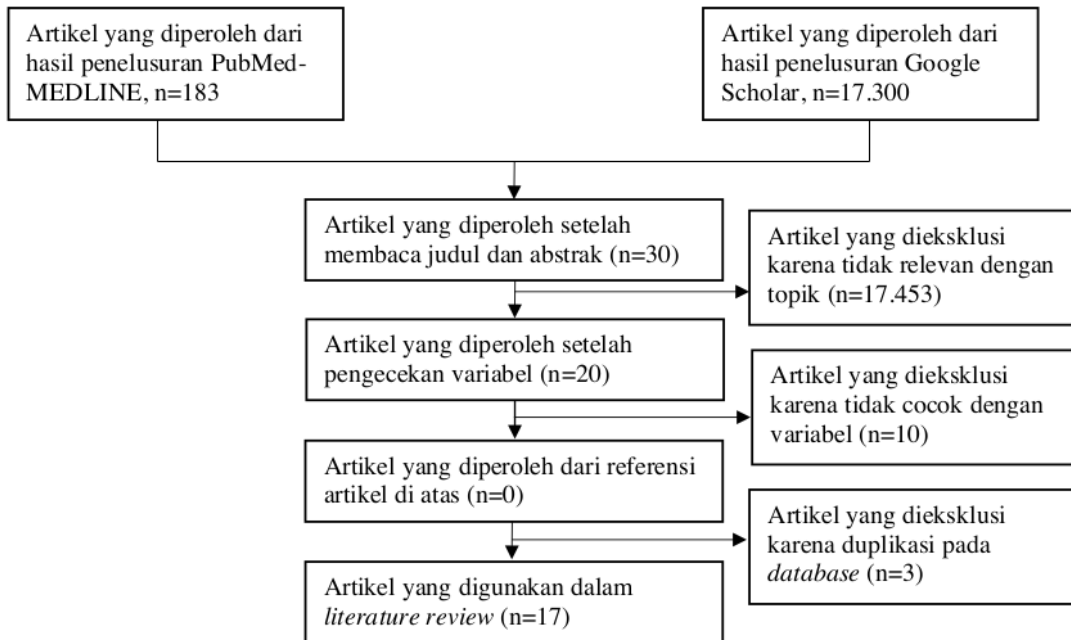 Artikel yang diperoleh dari
hasil penelusuran PubMed-
MEDLINE, n=183
Artikel yang diperoleh dari
hasil penelusuran Google
Scholar, n=17.300
Artikel yang diperoleh setelah
membaca judul dan abstrak (n=30)
Artikel yang dieksklusi
karena tidak relevan dengan
topik (n=17.453)
Artikel yang diperoleh setelah
pengecekan variabel (n=20)
Artikel yang dieksklusi
karena tidak cocok dengan
variabel (n=10)
Artikel yang diperoleh dari referensi
artikel di atas (n=0)
Artikel yang dieksklusi
karena duplikasi pada
database (n=3)
Artikel yang digunakan dalam
literature review (n=17)